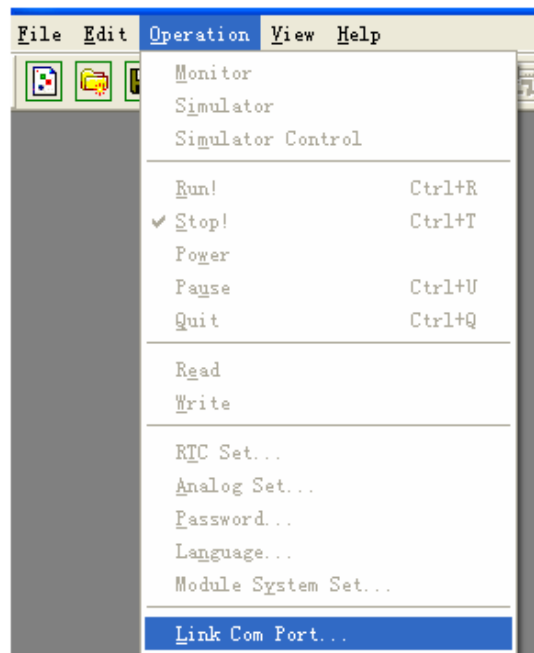 File Edit Operation View Help
Monitor
Simulator
Simulator Control
Run! Ctrl+R
Stop! Ctrl+T
Power
Pause Ctrl+U
Quit Ctrl+Q
Read
Write
RTC Set...
Analog Set...
Password...
Language...
Module System Set...
Link Com Port...